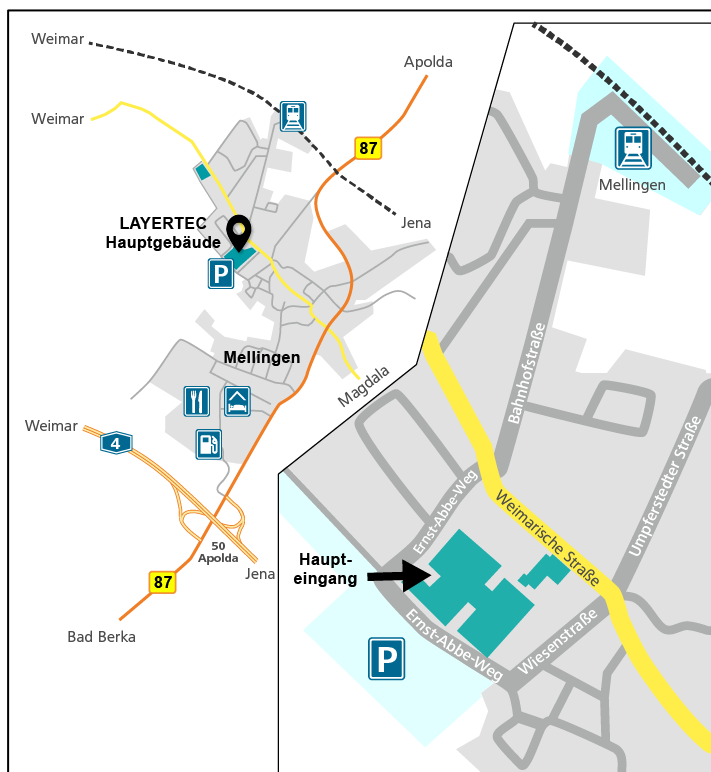 Weimar
Apolda
Weimar
87
Jena
LAYERTEC
Hauptgebäude
P
Mellingen
Magdala
Weimar
4
50
Apolda
Jena
87
Bad Berka
Mellingen
Bahnhofstraße
Umpferstedter Straße
Ernst-Abbe-Weg
Weimarische Straße
Haupt-
eingang
Ernst-Abbe-Weg
Wiesenstraße
P